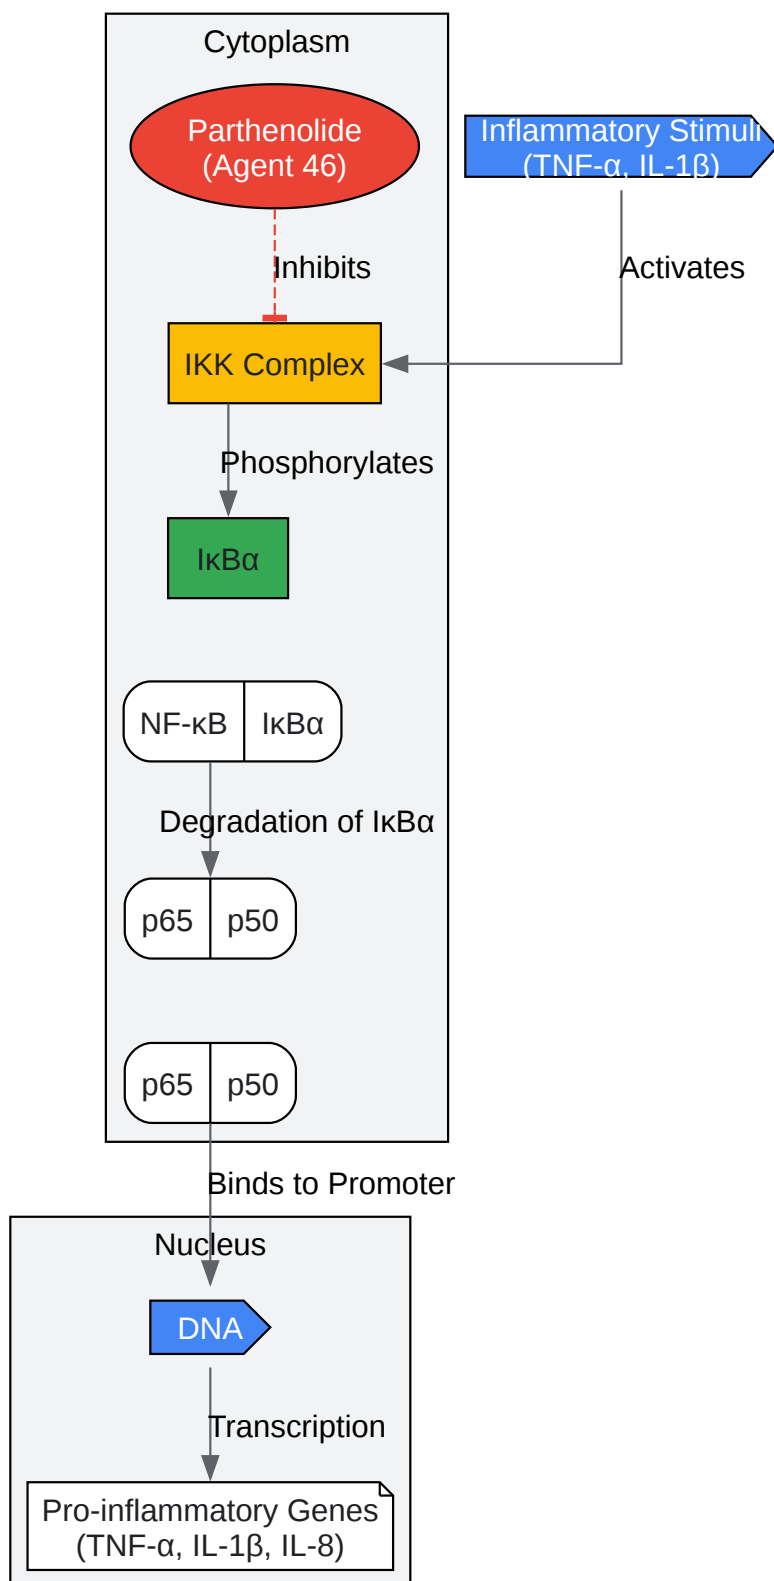 Cytoplasm
Parthenolide
(Agent 46)
Inflammatory Stimuli
(TNF-α, IL-1β)
Inhibits
Activates
IKK Complex
Phosphorylates
IκBα
NF-κB
IκBα
Degradation of IκBα
p65
p50
p65
p50
Binds to Promoter
Nucleus
DNA
Transcription
Pro-inflammatory Genes
(TNF-α, IL-1β, IL-8)